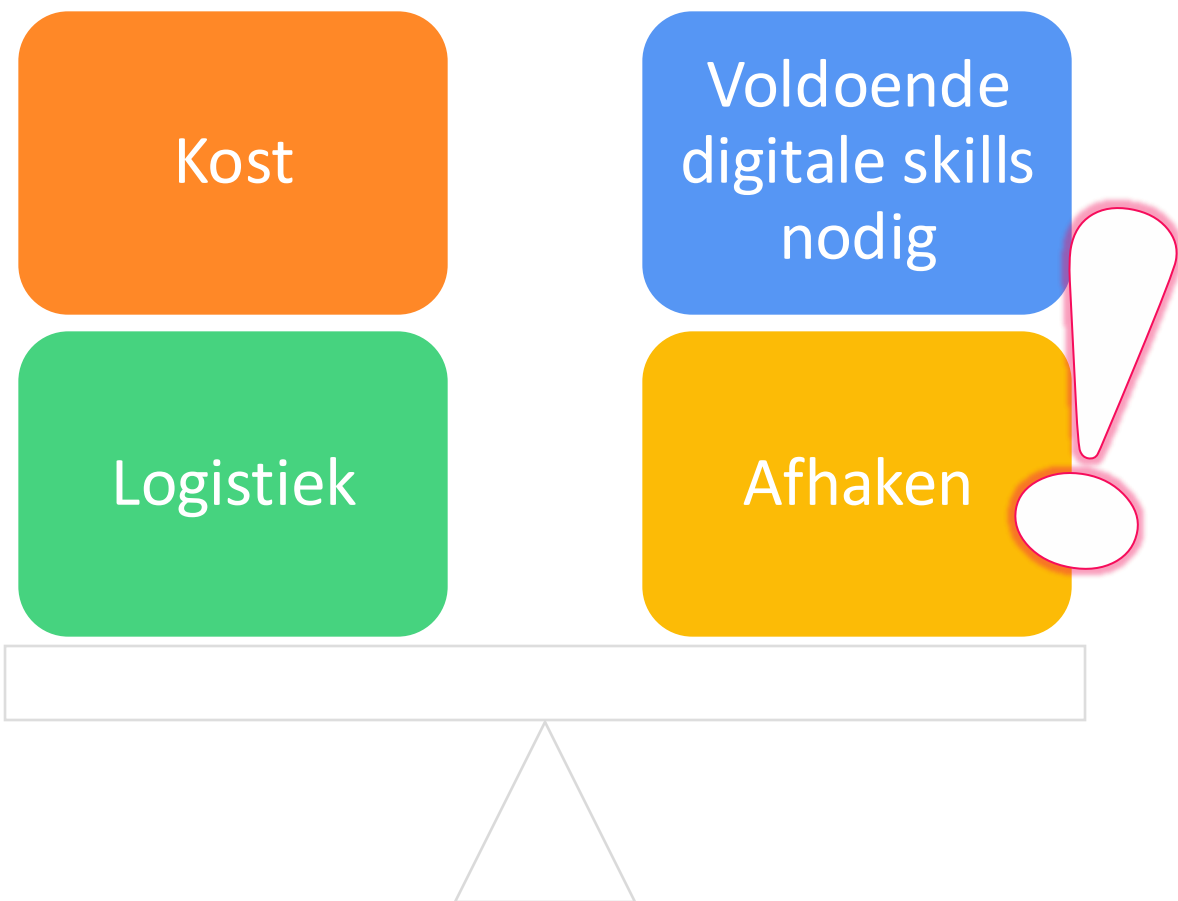 Kost
Voldoende
digitale skills
nodig
Logistiek
Afhaken